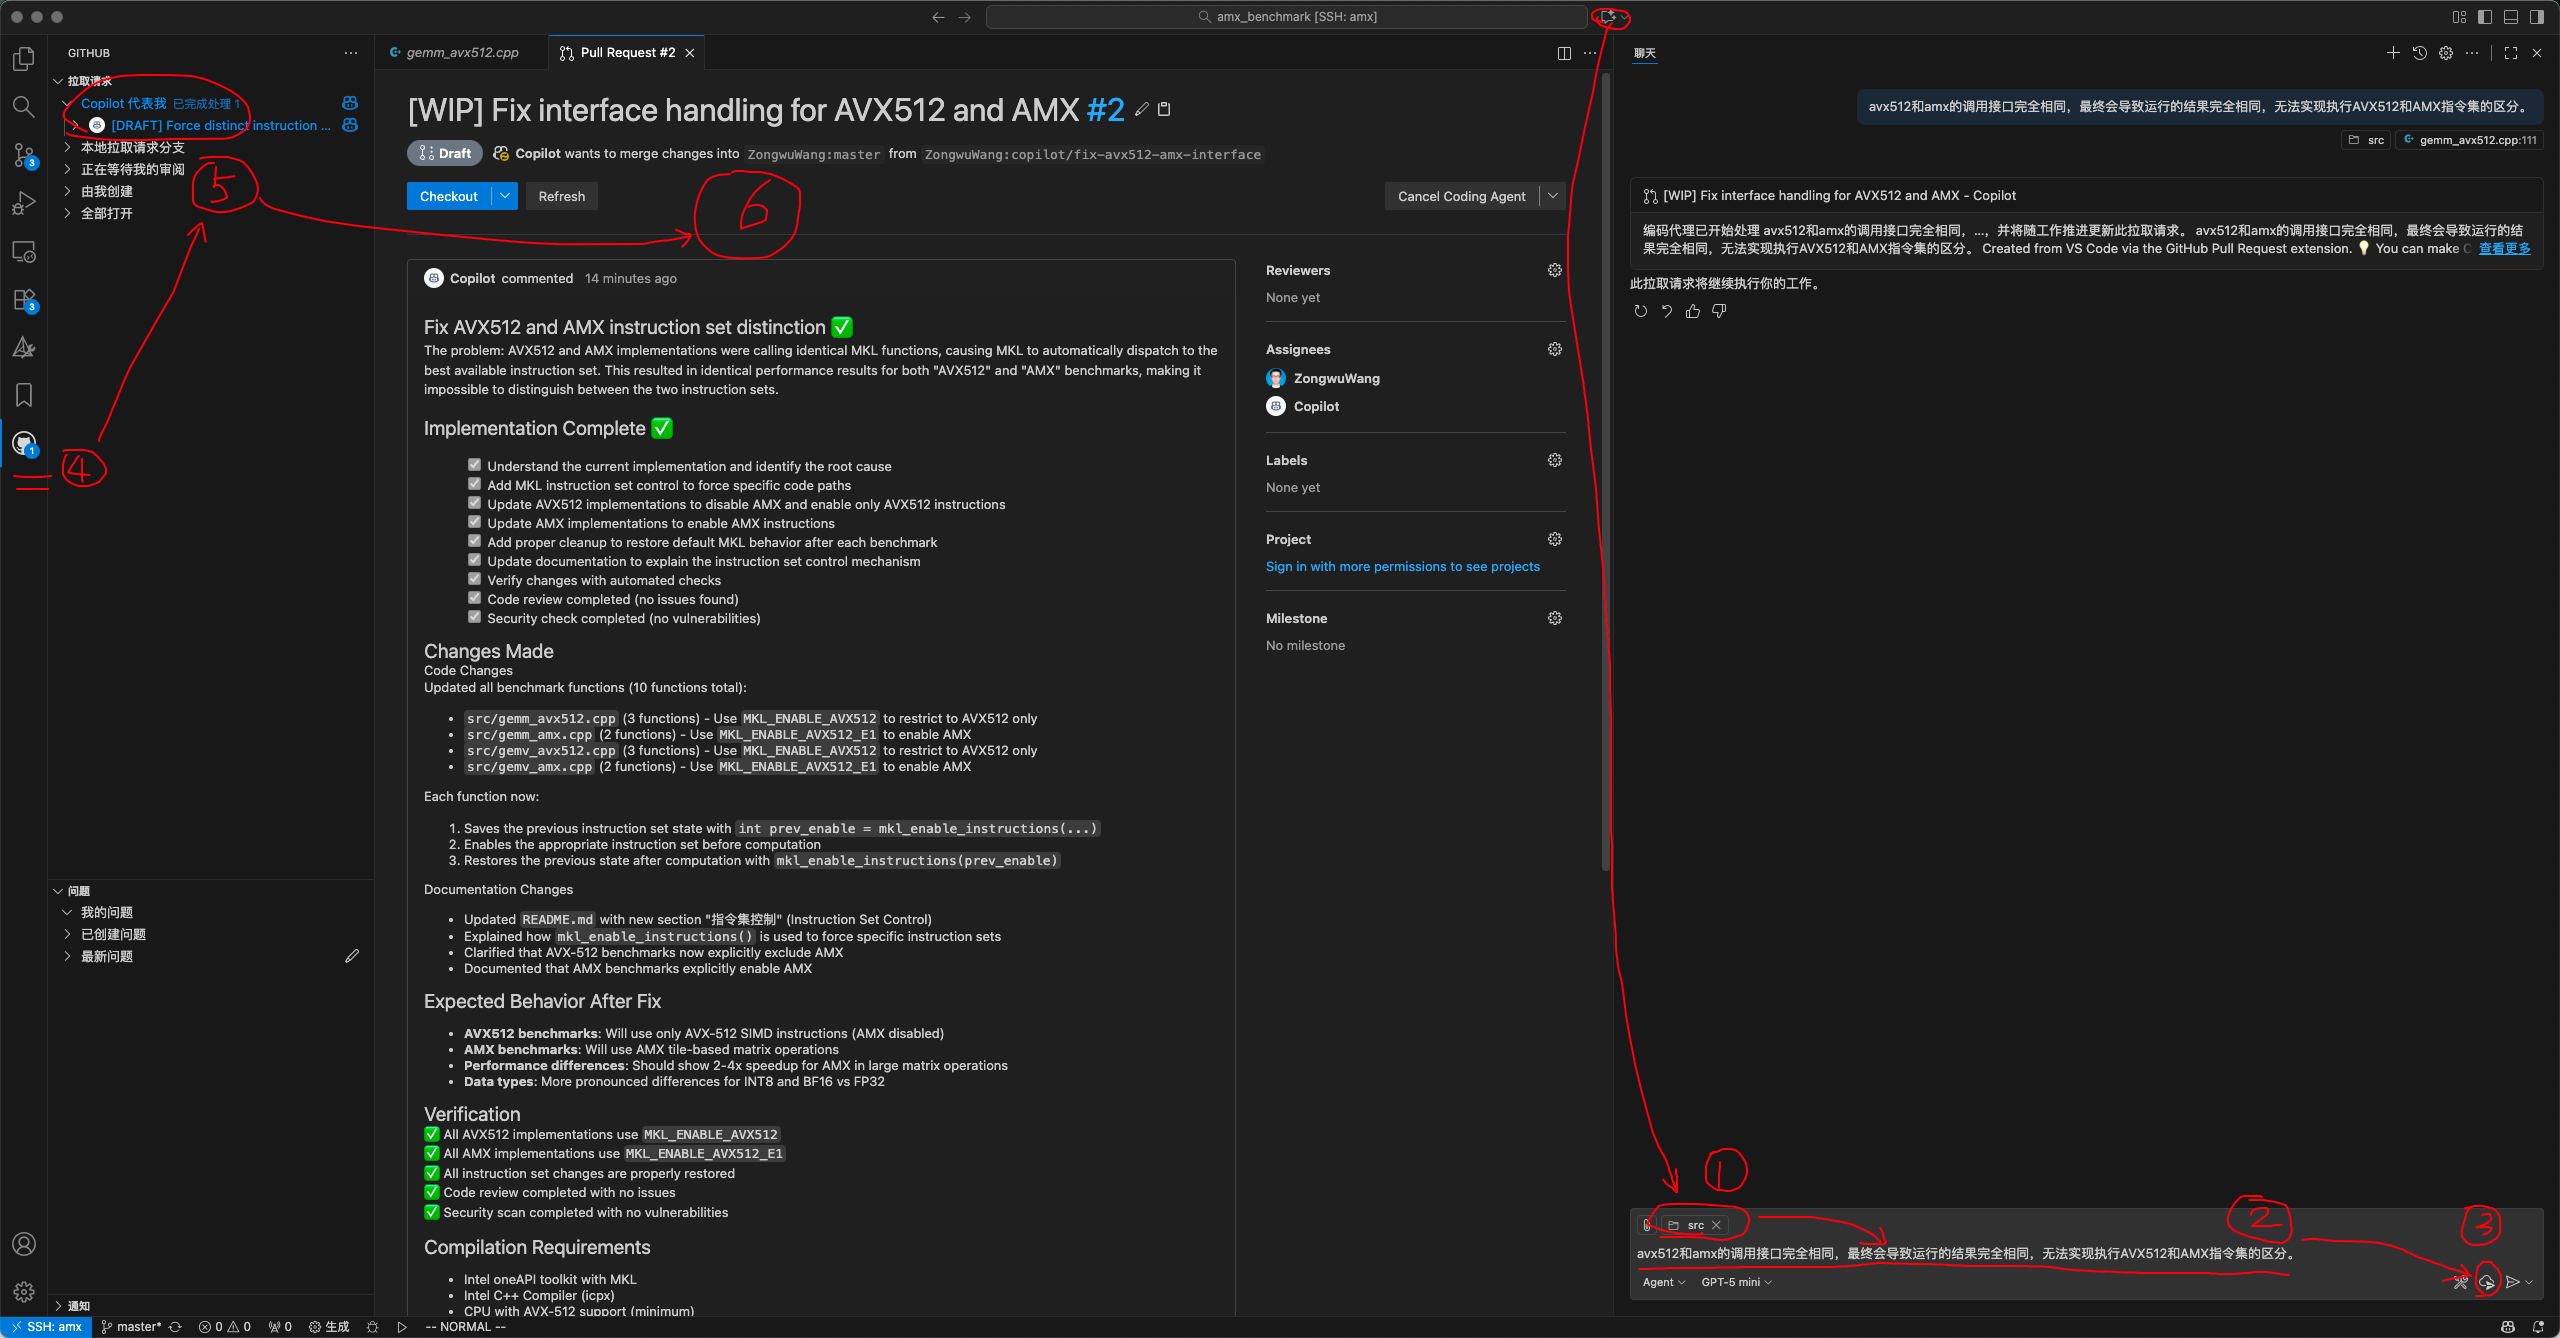 amx_benchmark [SSH: amx]
GITHUB
拉取请求
Copilot 代表我 已完成处理 1
[DRAFT] Force distinct instruction ...
本地拉取请求分支
正在等待我的审阅
由我创建
全部打开
3
3
1
④
⑤
问题
我的问题
已创建问题
最新问题
通知
gemm_avx512.cpp
Pull Request #2
[WIP] Fix interface handling for AVX512 and AMX #2
Draft
Copilot wants to merge changes into ZongwuWang:master from ZongwuWang:copilot/fix-avx512-amx-interface
Checkout
Refresh
⑥
Cancel Coding Agent
Copilot commented 14 minutes ago
Fix AVX512 and AMX instruction set distinction ✅
The problem: AVX512 and AMX implementations were calling identical MKL functions, causing MKL to automatically dispatch to the
best available instruction set. This resulted in identical performance results for both "AVX512" and "AMX" benchmarks, making it
impossible to distinguish between the two instruction sets.
Implementation Complete ✅
Understand the current implementation and identify the root cause
Add MKL instruction set control to force specific code paths
Update AVX512 implementations to disable AMX and enable only AVX512 instructions
Update AMX implementations to enable AMX instructions
Add proper cleanup to restore default MKL behavior after each benchmark
Update documentation to explain the instruction set control mechanism
Verify changes with automated checks
Code review completed (no issues found)
Security check completed (no vulnerabilities)
Changes Made
Code Changes
Updated all benchmark functions (10 functions total):
• src/gemm_avx512.cpp (3 functions) - Use MKL_ENABLE_AVX512 to restrict to AVX512 only
• src/gemm_amx.cpp (2 functions) - Use MKL_ENABLE_AVX512_E1 to enable AMX
• src/gemv_avx512.cpp (3 functions) - Use MKL_ENABLE_AVX512 to restrict to AVX512 only
• src/gemv_amx.cpp (2 functions) - Use MKL_ENABLE_AVX512_E1 to enable AMX
Each function now:
1. Saves the previous instruction set state with int prev_enable = mkl_enable_instructions(...)
2. Enables the appropriate instruction set before computation
3. Restores the previous state after computation with mkl_enable_instructions(prev_enable)
Documentation Changes
• Updated README.md with new section "指令集控制" (Instruction Set Control)
• Explained how mkl_enable_instructions() is used to force specific instruction sets
• Clarified that AVX-512 benchmarks now explicitly exclude AMX
• Documented that AMX benchmarks explicitly enable AMX
Expected Behavior After Fix
• AVX512 benchmarks: Will use only AVX-512 SIMD instructions (AMX disabled)
• AMX benchmarks: Will use AMX tile-based matrix operations
• Performance differences: Should show 2-4x speedup for AMX in large matrix operations
• Data types: More pronounced differences for INT8 and BF16 vs FP32
Verification
✅ All AVX512 implementations use MKL_ENABLE_AVX512
✅ All AMX implementations use MKL_ENABLE_AVX512_E1
✅ All instruction set changes are properly restored
✅ Code review completed with no issues
✅ Security scan completed with no vulnerabilities
Compilation Requirements
• Intel oneAPI toolkit with MKL
• Intel C++ Compiler (icpx)
• CPU with AVX-512 support (minimum)
Reviewers
None yet
Assignees
ZongwuWang
Copilot
Labels
None yet
Project
Sign in with more permissions to see projects
Milestone
No milestone
聊天
avx512和amx的调用接口完全相同，最终会导致运行的结果完全相同，无法实现执行AVX512和AMX指令集的区分。
src
gemm_avx512.cpp:111
[WIP] Fix interface handling for AVX512 and AMX - Copilot
编码代理已开始处理 avx512和amx的调用接口完全相同，...，并将随工作推进更新此拉取请求。 avx512和amx的调用接口完全相同，最终会导致运行的结
果完全相同，无法实现执行AVX512和AMX指令集的区分。 Created from VS Code via the GitHub Pull Request extension. 💡 You can make C 查看更多
此拉取请求将继续执行你的工作。
①
②
③
src
avx512和amx的调用接口完全相同，最终会导致运行的结果完全相同，无法实现执行AVX512和AMX指令集的区分。
Agent
GPT-5 mini
SSH: amx
master*
0
0
0
生成
-- NORMAL --